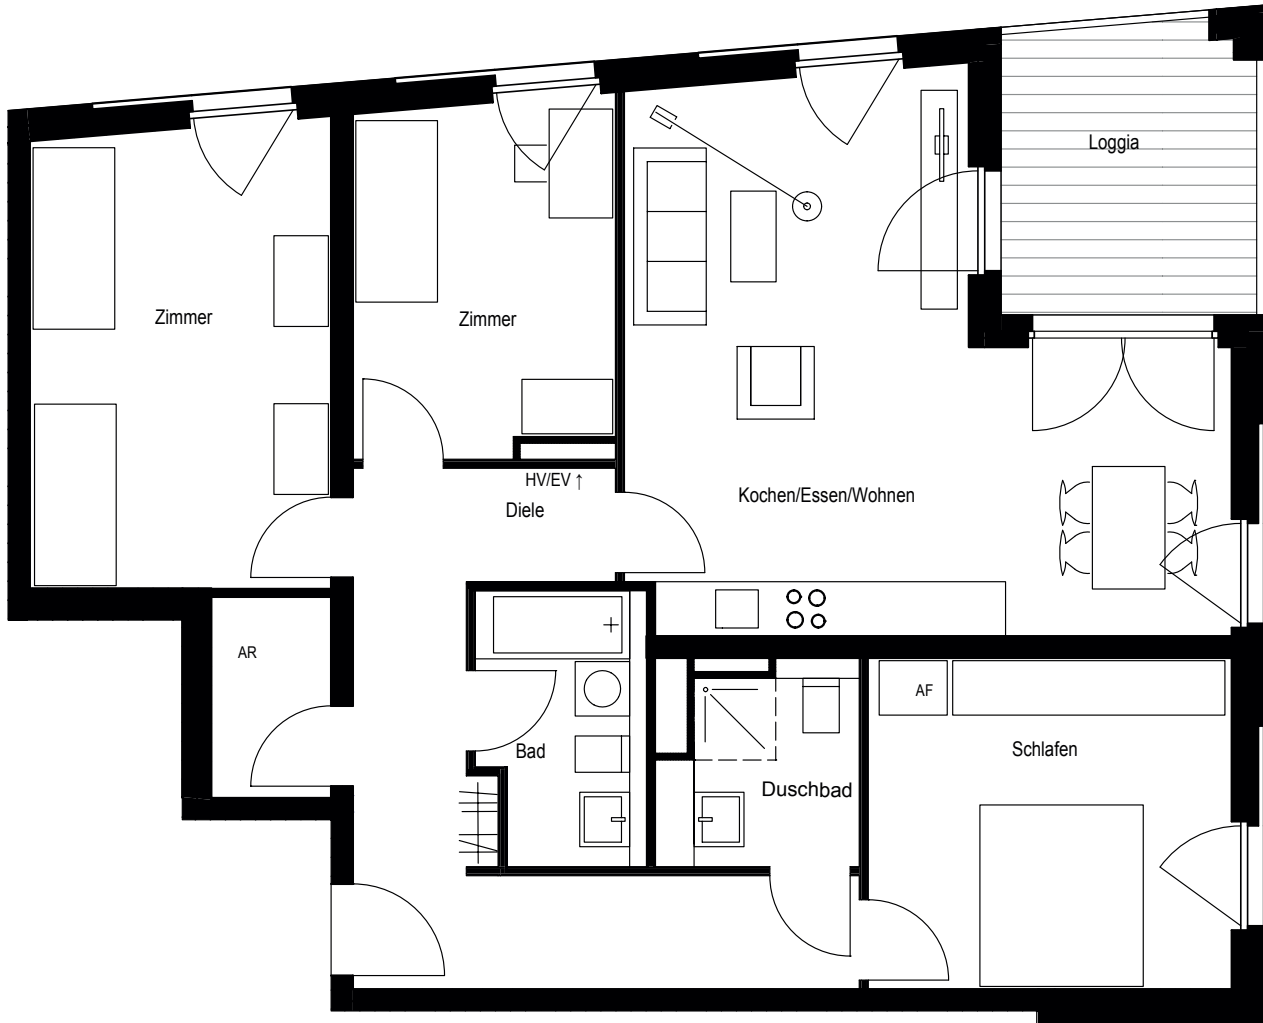 Loggia
Zimmer
Zimmer
HV/EV ↑
Diele
Kochen/Essen/Wohnen
AR
AF
Bad
Schlafen
Duschbad